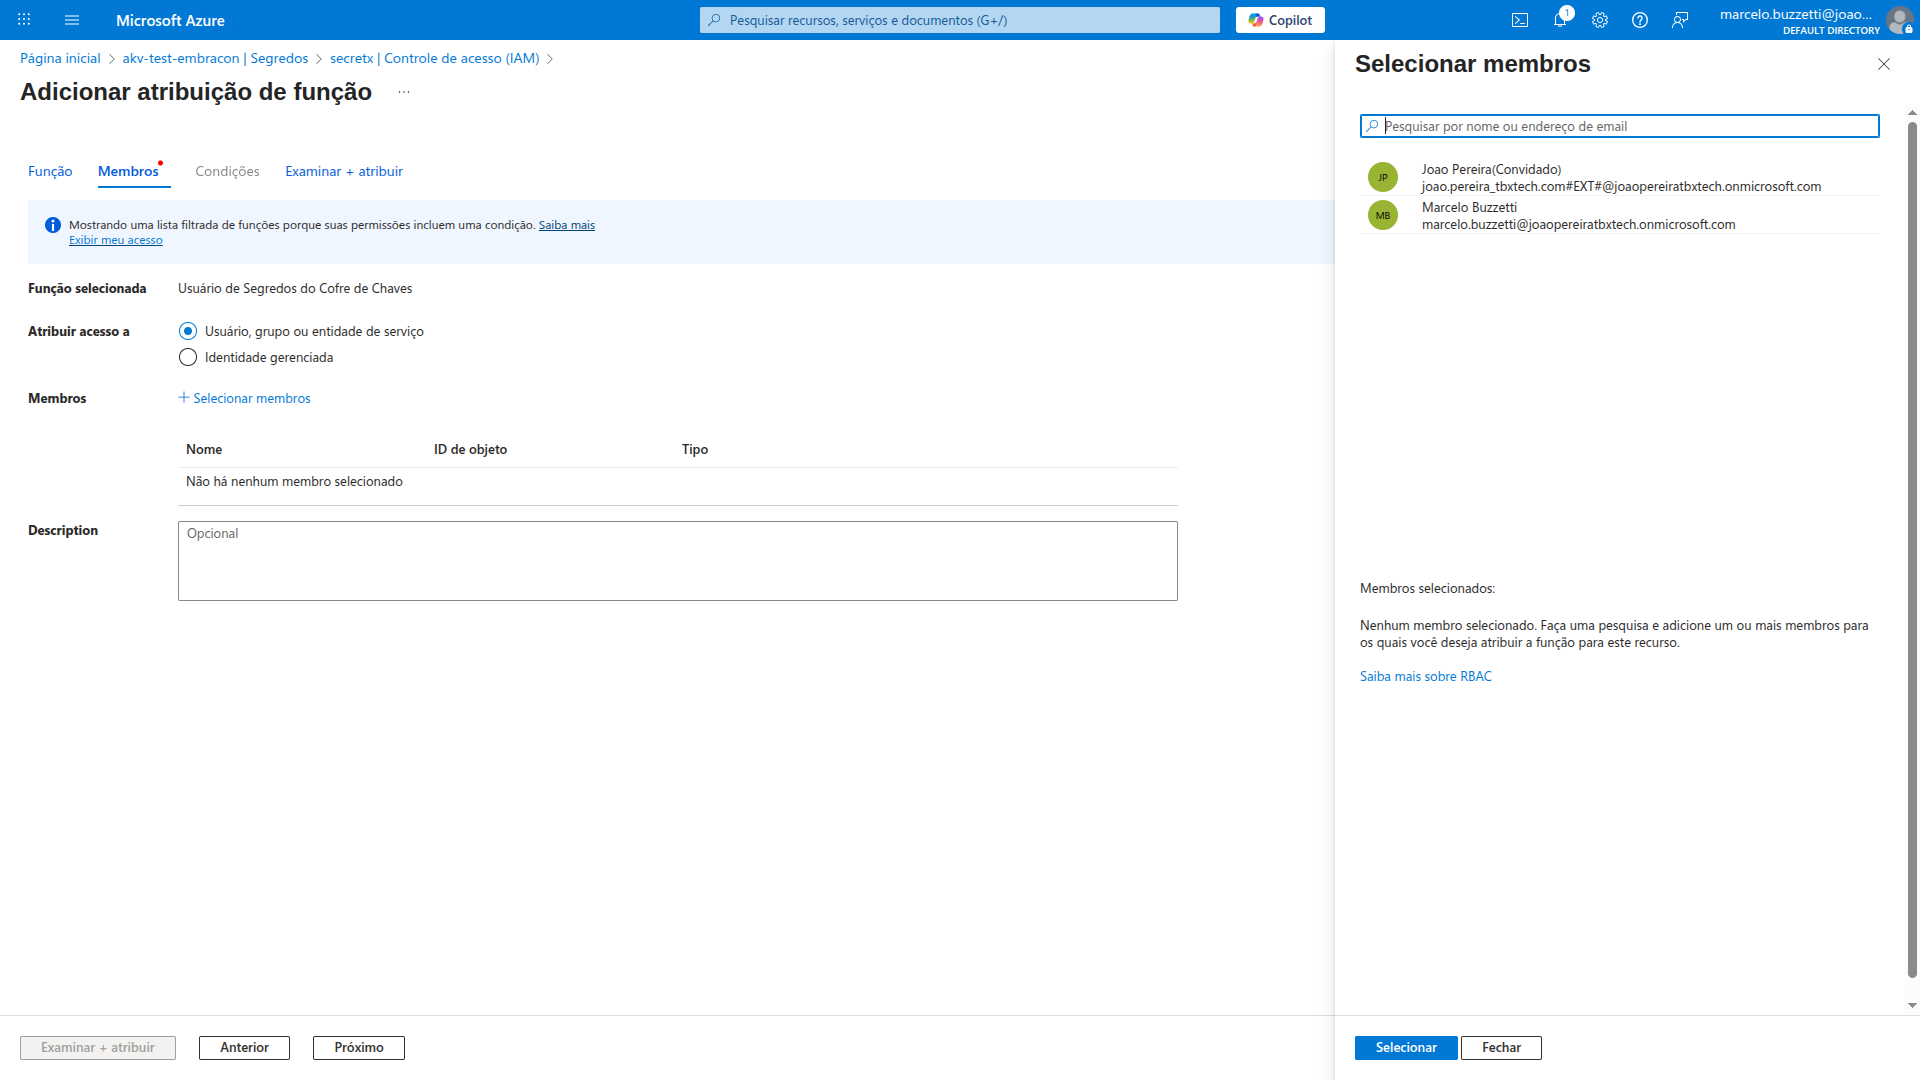 Microsoft Azure
Pesquisar recursos, serviços e documentos (G+/)
Copilot
1
marcelo.buzzetti@joao...
DEFAULT DIRECTORY
Página inicial > akv-test-embracon | Segredos > secretx | Controle de acesso (IAM) >
Adicionar atribuição de função ...
Função
Membros
Condições
Examinar + atribuir
Mostrando uma lista filtrada de funções porque suas permissões incluem uma condição. Saiba mais
Exibir meu acesso
Função selecionada
Usuário de Segredos do Cofre de Chaves
Atribuir acesso a
Usuário, grupo ou entidade de serviço
Identidade gerenciada
Membros
+ Selecionar membros
Nome
ID de objeto
Tipo
Não há nenhum membro selecionado
Description
Opcional
Examinar + atribuir
Anterior
Próximo
Selecionar membros
Pesquisar por nome ou endereço de email
JP
Joao Pereira(Convidado)
joao.pereira_tbxtech.com#EXT#@joaopereiratbxtech.onmicrosoft.com
MB
Marcelo Buzzetti
marcelo.buzzetti@joaopereiratbxtech.onmicrosoft.com
Membros selecionados:
Nenhum membro selecionado. Faça uma pesquisa e adicione um ou mais membros para
os quais você deseja atribuir a função para este recurso.
Saiba mais sobre RBAC
Selecionar
Fechar